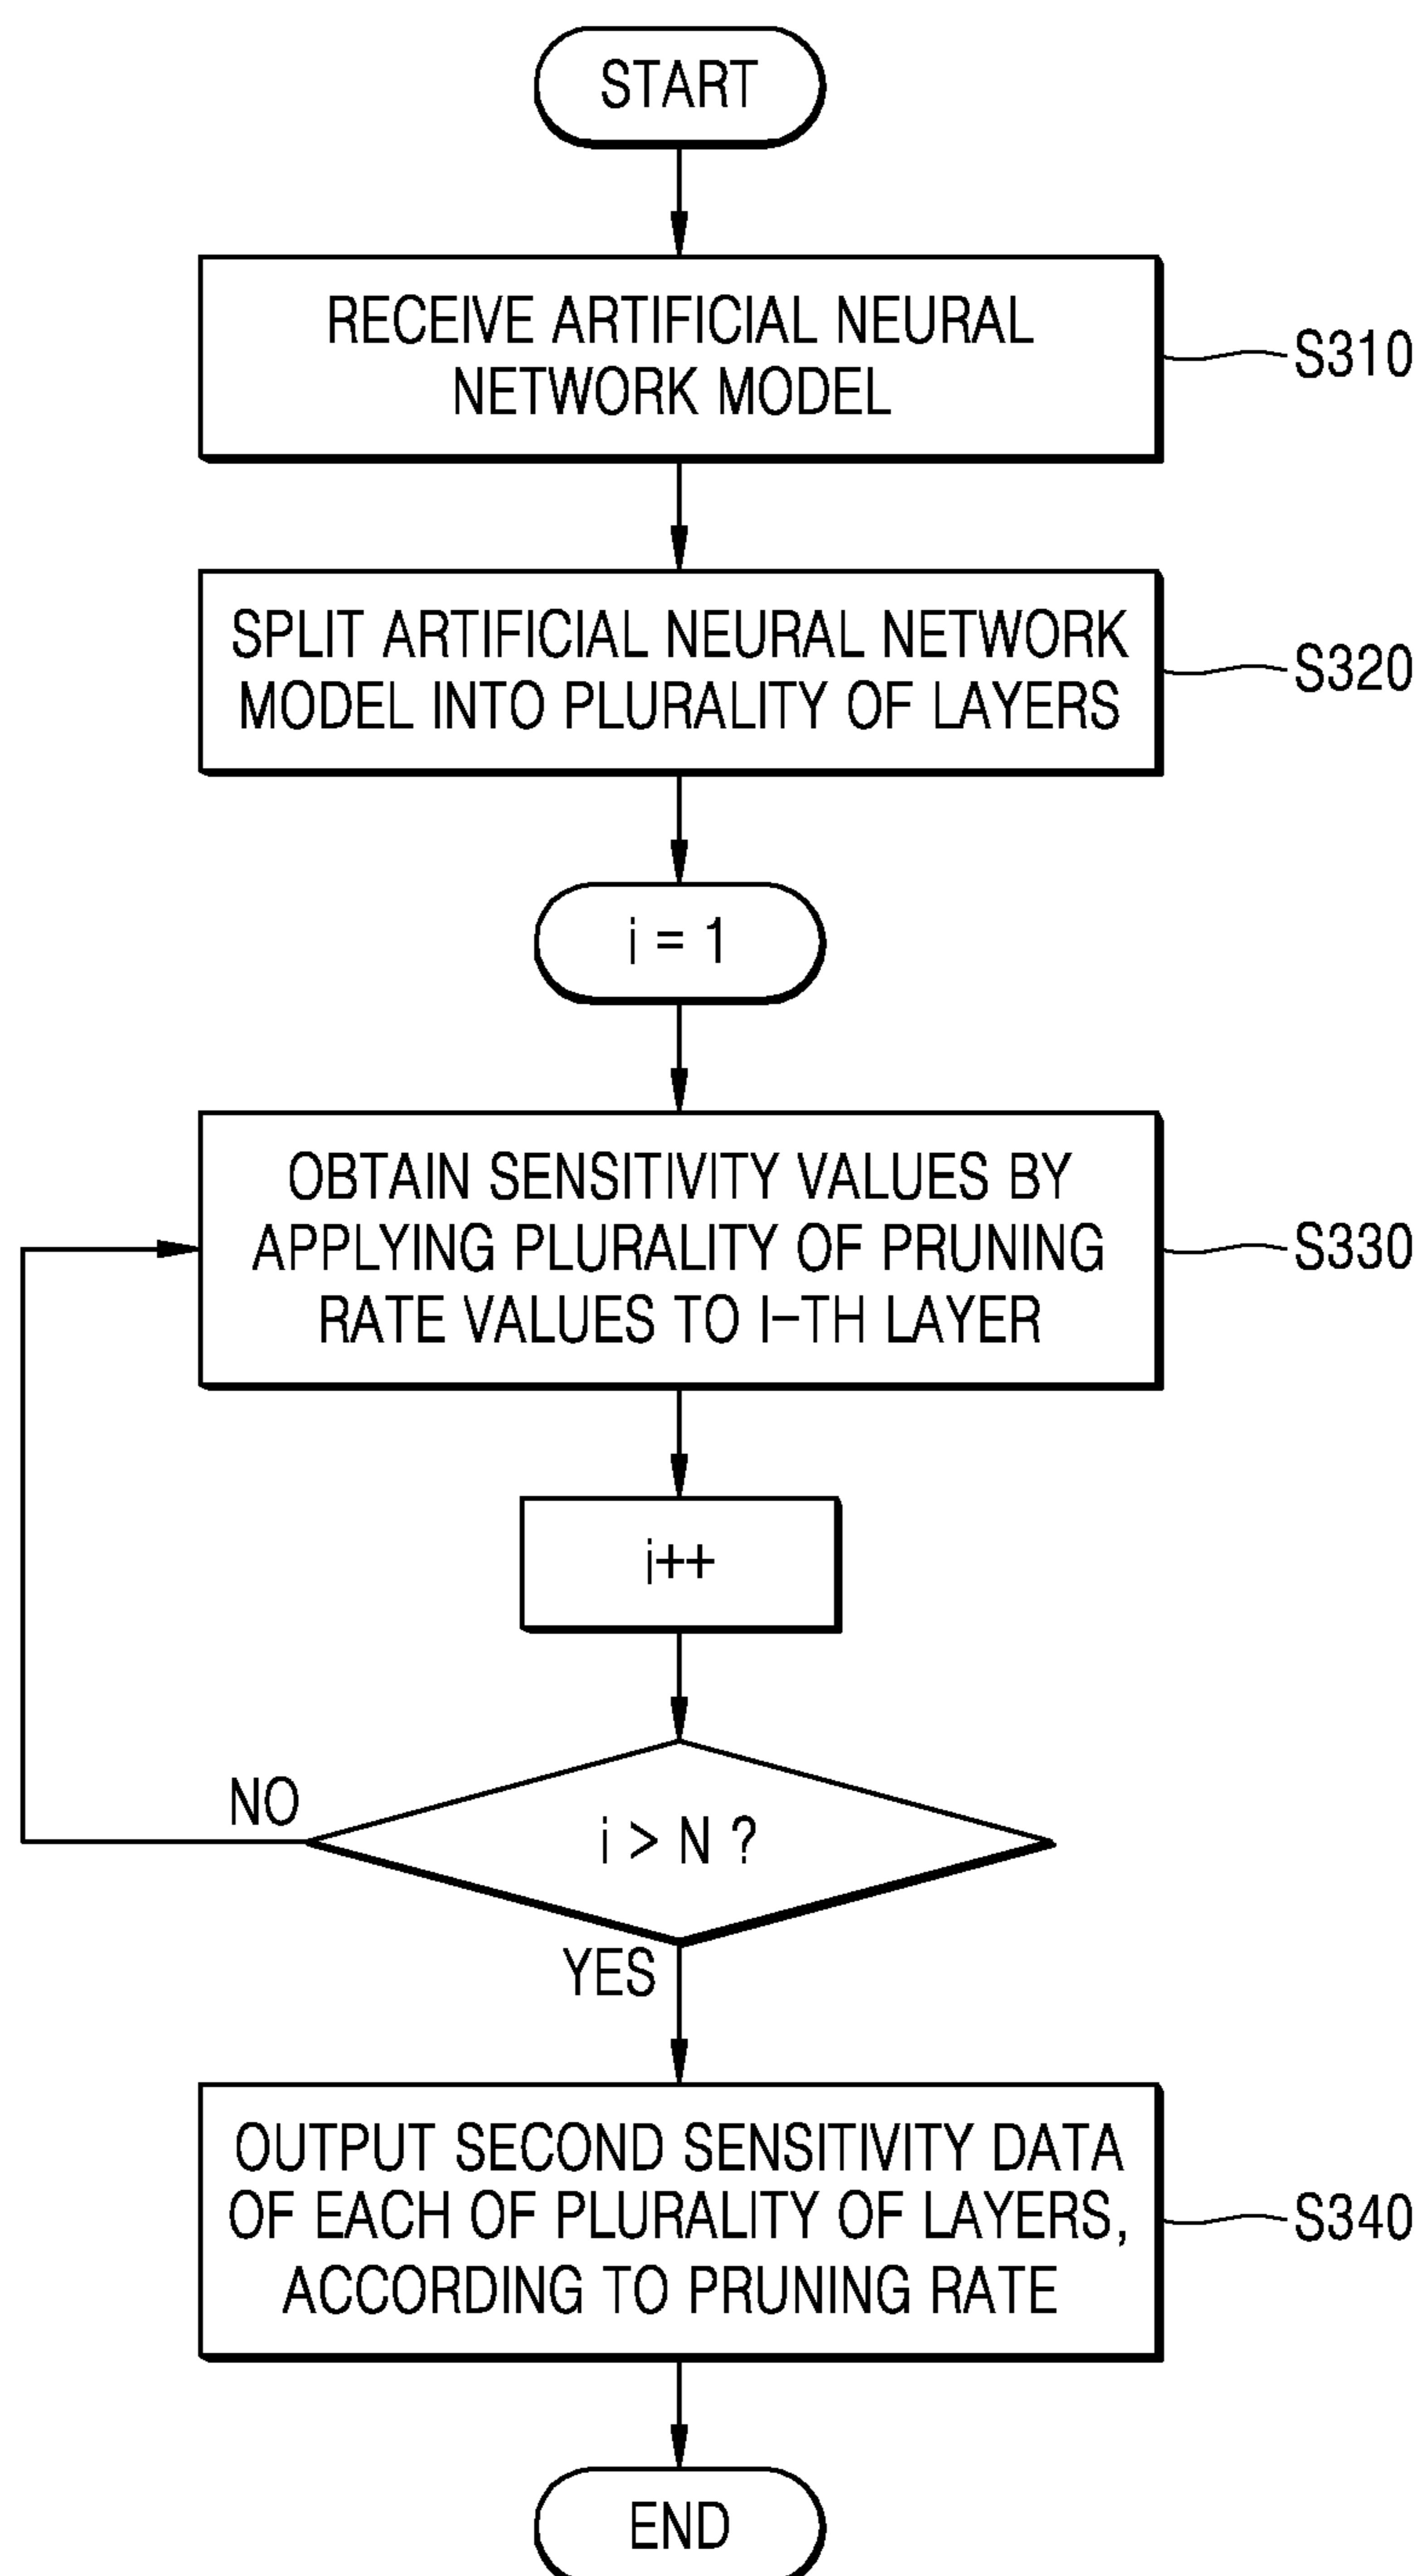 START
RECEIVE ARTIFICIAL NEURAL
NETWORK MODEL
S310
SPLIT ARTIFICIAL NEURAL NETWORK
MODEL INTO PLURALITY OF LAYERS
S320
i = 1
OBTAIN SENSITIVITY VALUES BY
APPLYING PLURALITY OF PRUNING
RATE VALUES TO I-TH LAYER
S330
i++
i > N ?
NO
YES
OUTPUT SECOND SENSITIVITY DATA
OF EACH OF PLURALITY OF LAYERS,
ACCORDING TO PRUNING RATE
S340
END